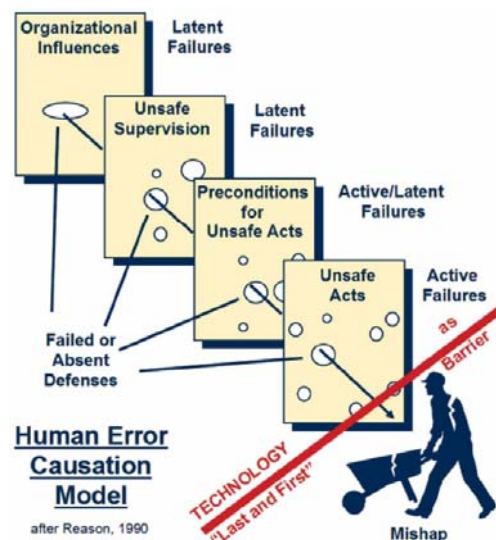 Organizational
Influences
Latent
Failures
Unsafe
Supervision
Latent
Failures
Preconditions
for
Unsafe Acts
Active/Latent
Failures
Unsafe
Acts
Active
Failures
Failed or
Absent
Defenses
as
Barrier
TECHNOLOGY
"Last and First"
Human Error
Causation
Model
after Reason, 1990
Mishap